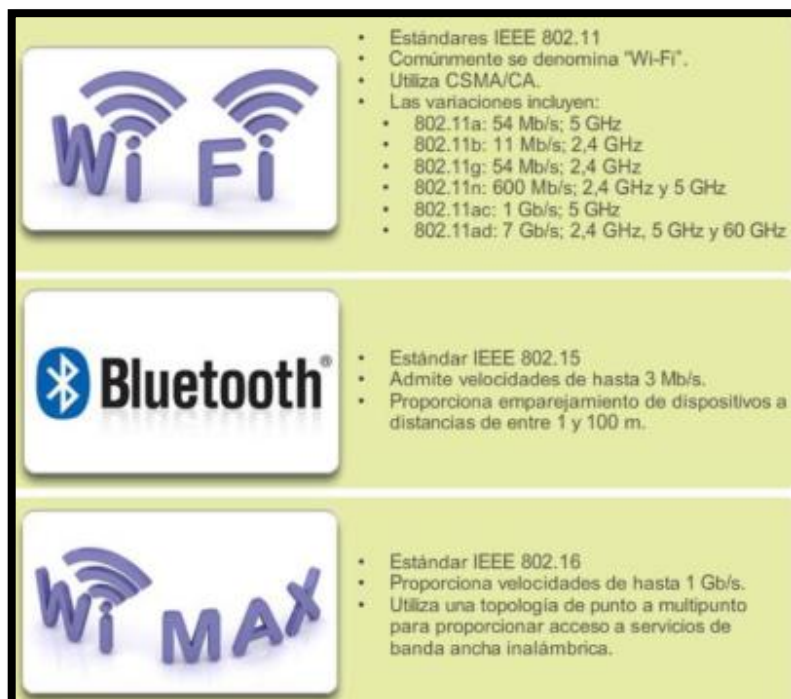 Wi Fi
• Estándares IEEE 802.11
• Comúnmente se denomina "Wi-Fi".
• Utiliza CSMA/CA.
• Las variaciones incluyen:
• 802.11a: 54 Mb/s; 5 GHz
• 802.11b: 11 Mb/s; 2,4 GHz
• 802.11g: 54 Mb/s; 2,4 GHz
• 802.11n: 600 Mb/s; 2,4 GHz y 5 GHz
• 802.11ac: 1 Gb/s; 5 GHz
• 802.11ad: 7 Gb/s; 2,4 GHz, 5 GHz y 60 GHz
Bluetooth®
• Estándar IEEE 802.15
• Admite velocidades de hasta 3 Mb/s.
• Proporciona emparejamiento de dispositivos a
distancias de entre 1 y 100 m.
Wi MAX
• Estándar IEEE 802.16
• Proporciona velocidades de hasta 1 Gb/s.
• Utiliza una topología de punto a multipunto
para proporcionar acceso a servicios de
banda ancha inalámbrica.